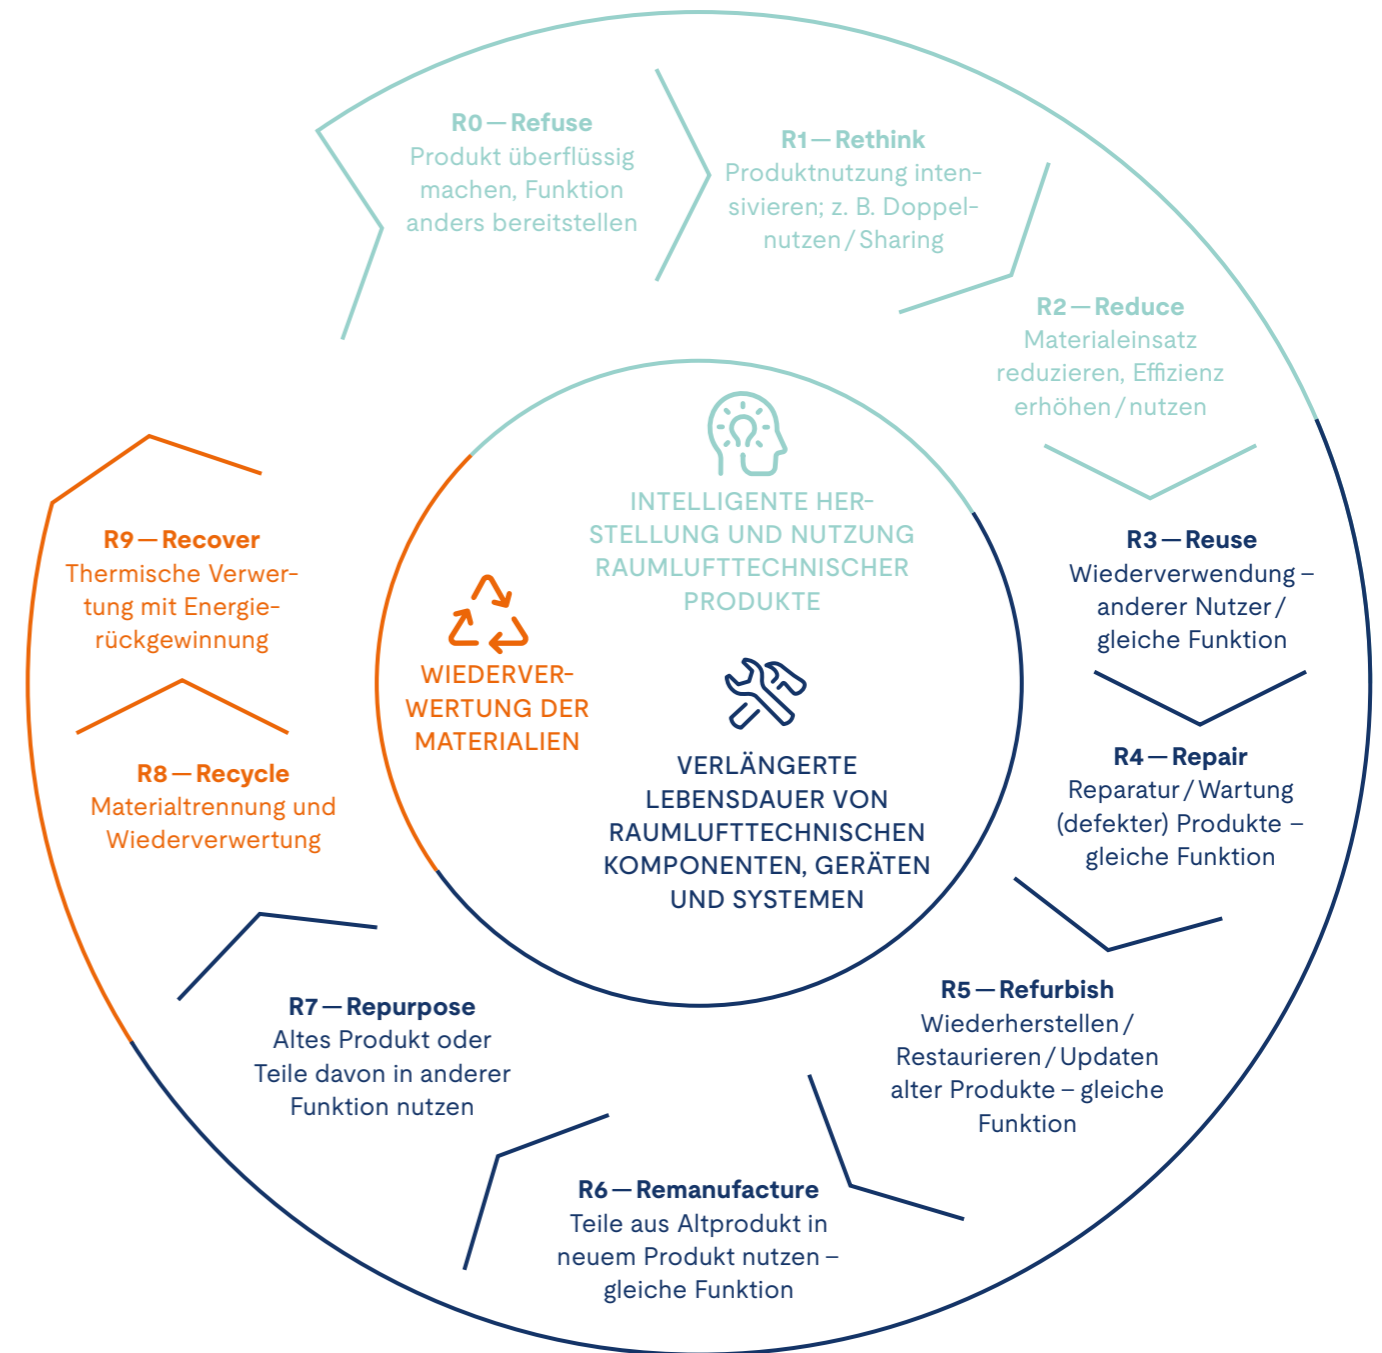 R0 — Refuse
Produkt überflüssig
machen, Funktion
anders bereitstellen
R1 — Rethink
Produktnutzung inten-
sivieren; z. B. Doppel-
nutzen / Sharing
R2 — Reduce
Materialeinsatz
reduzieren, Effizienz
erhöhen / nutzen
R3 — Reuse
Wiederverwendung –
anderer Nutzer /
gleiche Funktion
R4 — Repair
Reparatur / Wartung
(defekter) Produkte –
gleiche Funktion
R5 — Refurbish
Wiederherstellen /
Restaurieren / Updaten
alter Produkte – gleiche
Funktion
R6 — Remanufacture
Teile aus Altprodukt in
neuem Produkt nutzen –
gleiche Funktion
R7 — Repurpose
Altes Produkt oder
Teile davon in anderer
Funktion nutzen
R8 — Recycle
Materialtrennung und
Wiederverwertung
R9 — Recover
Thermische Verwer-
tung mit Energie-
rückgewinnung
INTELLIGENTE HER-
STELLUNG UND NUTZUNG
RAUMLUFTTECHNISCHER
PRODUKTE
VERLÄNGERTE
LEBENSDAUER VON
RAUMLUFTTECHNISCHEN
KOMPONENTEN, GERÄTEN
UND SYSTEMEN
WIEDERVER-
WERTUNG DER
MATERIALIEN